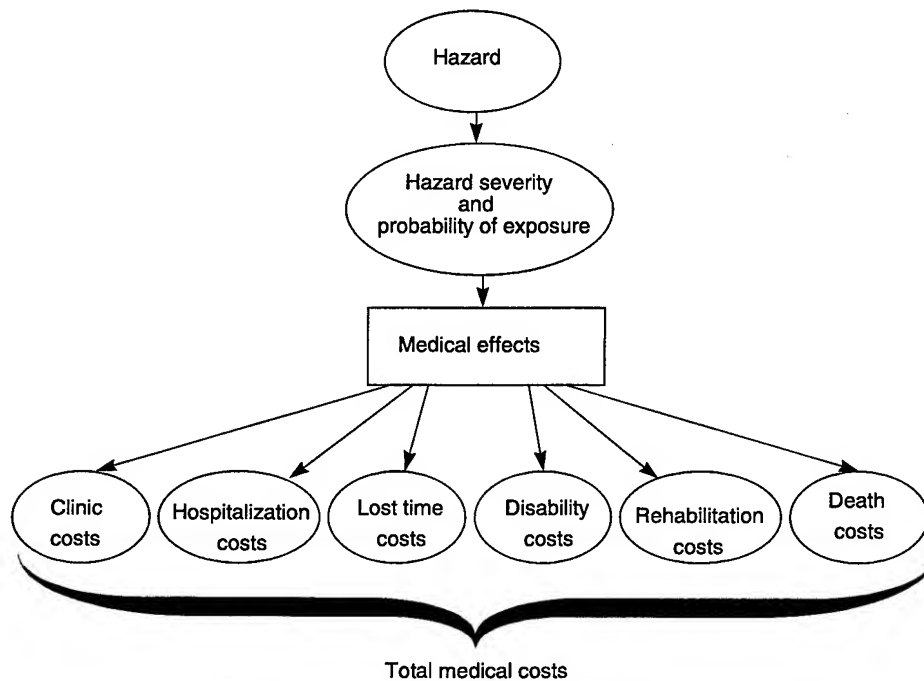 Hazard
Hazard severity
and
probability of exposure
Medical effects
Clinic
costs
Hospitalization
costs
Lost time
costs
Disability
costs
Rehabilitation
costs
Death
costs
Total medical costs